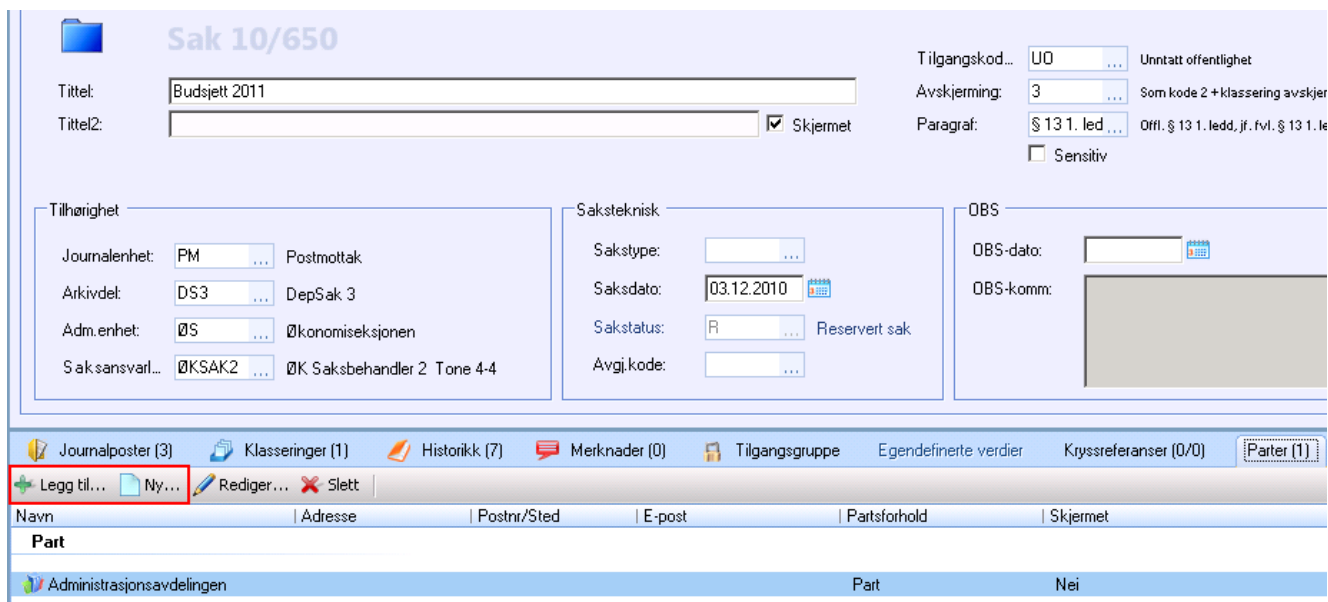 Sak 10/650
Tilgangskod... UO ... Unntatt offentlighet
Tittel: Budsjett 2011 Avskjerming: 3 ... Som kode 2 + klassering avskjer
Tittel2: Skjermet Paragraf: § 13 1. led ... Offl. § 13 1. ledd, jf. fvl. § 13 1. le
Sensitiv
Tilhørighet Saksteknisk OBS
Journalenhet: PM ... Postmottak Sakstype: ... OBS-dato:
Arkivdel: DS3 ... DepSak 3 Saksdato: 03.12.2010 OBS-komm:
Adm.enhet: ØS ... Økonomiseksjonen Sakstatus: R ... Reservert sak
Saksansvarl... ØKSAK2 ... ØK Saksbehandler 2 Tone 4-4 Avgj.kode: ...
Journalposter (3) Klasseringer (1) Historikk (7) Merknader (0) Tilgangsgruppe Egendefinerte verdier Kryssreferanser (0/0) Parter (1)
Legg til... Ny... Rediger... Slett
Navn Adresse Postnr/Sted E-post Partsforhold Skjermet
Part
Administrasjonsavdelingen Part Nei